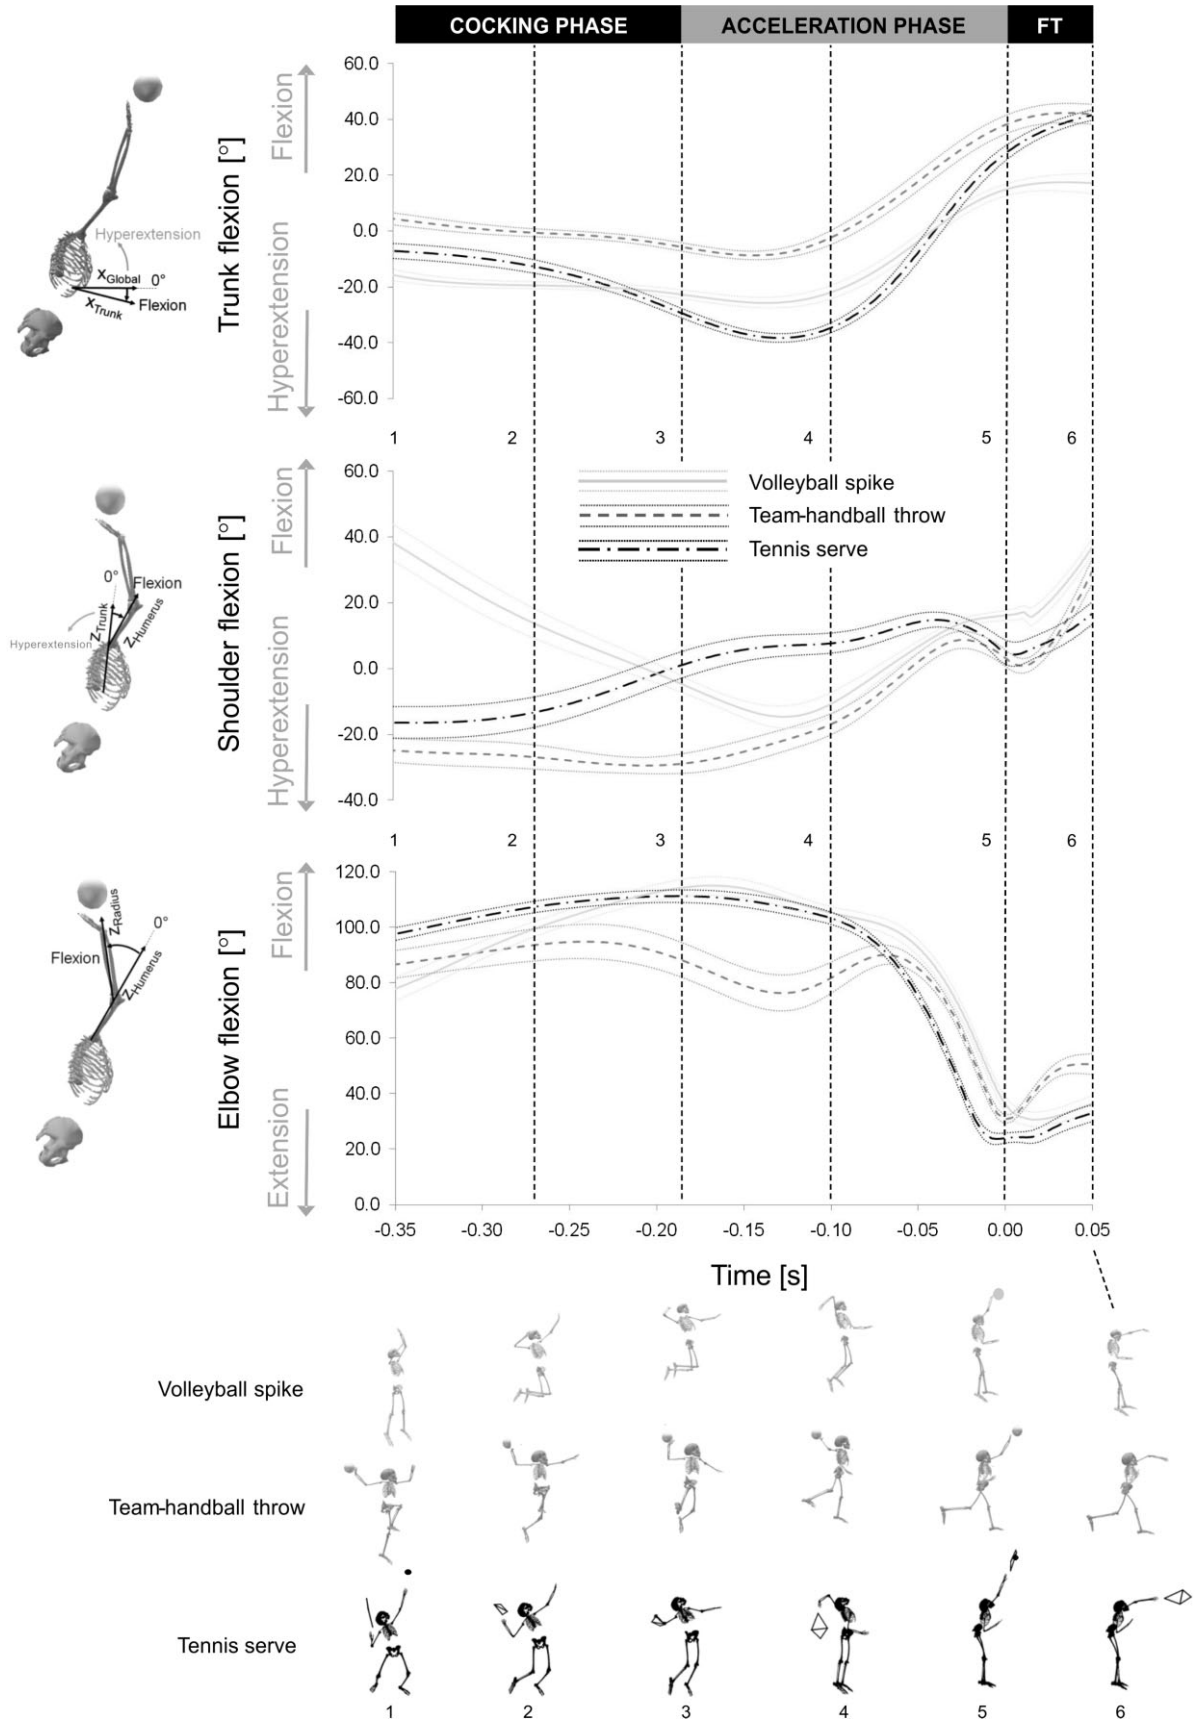 COCKING PHASE ACCELERATION PHASE FT
Trunk flexion [°]
Flexion
Hyperextension
60.0
40.0
20.0
0.0
-20.0
-40.0
-60.0
Hyperextension
XGlobal 0°
Flexion
XTrunk
1 2 3 4 5 6
Shoulder flexion [°]
Flexion
Hyperextension
60.0
40.0
20.0
0.0
-20.0
-40.0
Volleyball spike
Team-handball throw
Tennis serve
0°
Flexion
ZTrunk
ZHumerus
Hyperextension
1 2 3 4 5 6
Elbow flexion [°]
Flexion
Extension
120.0
100.0
80.0
60.0
40.0
20.0
0.0
ZRadius
0°
Flexion
ZHumerus
-0.35 -0.30 -0.25 -0.20 -0.15 -0.10 -0.05 0.00 0.05
Time [s]
Volleyball spike
Team-handball throw
Tennis serve
1 2 3 4 5 6